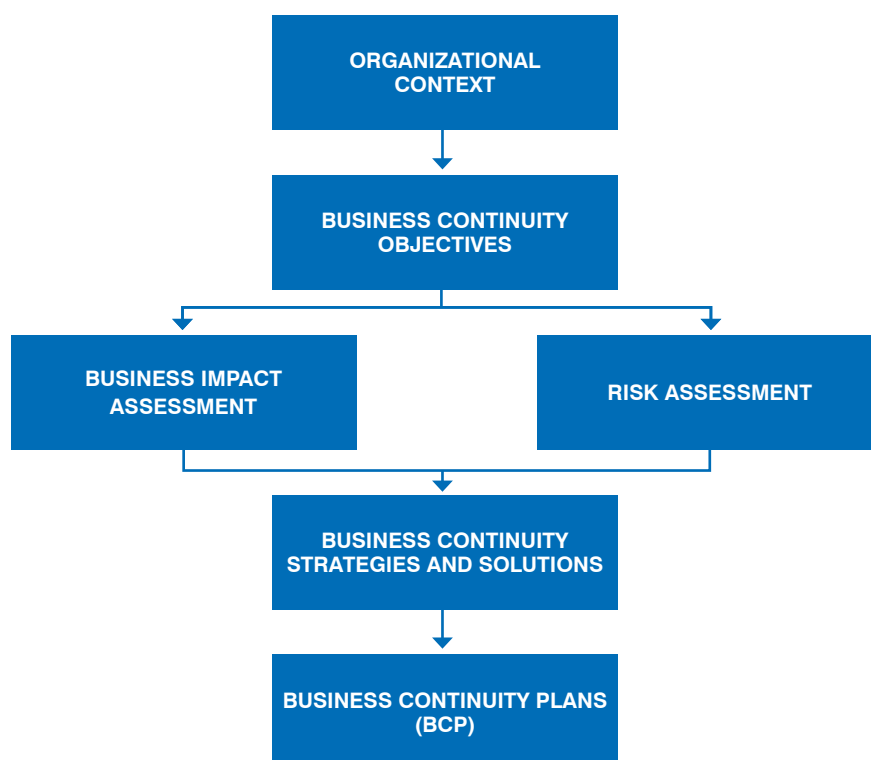 ORGANIZATIONAL
CONTEXT
BUSINESS CONTINUITY
OBJECTIVES
BUSINESS IMPACT
ASSESSMENT
RISK ASSESSMENT
BUSINESS CONTINUITY
STRATEGIES AND SOLUTIONS
BUSINESS CONTINUITY PLANS
(BCP)